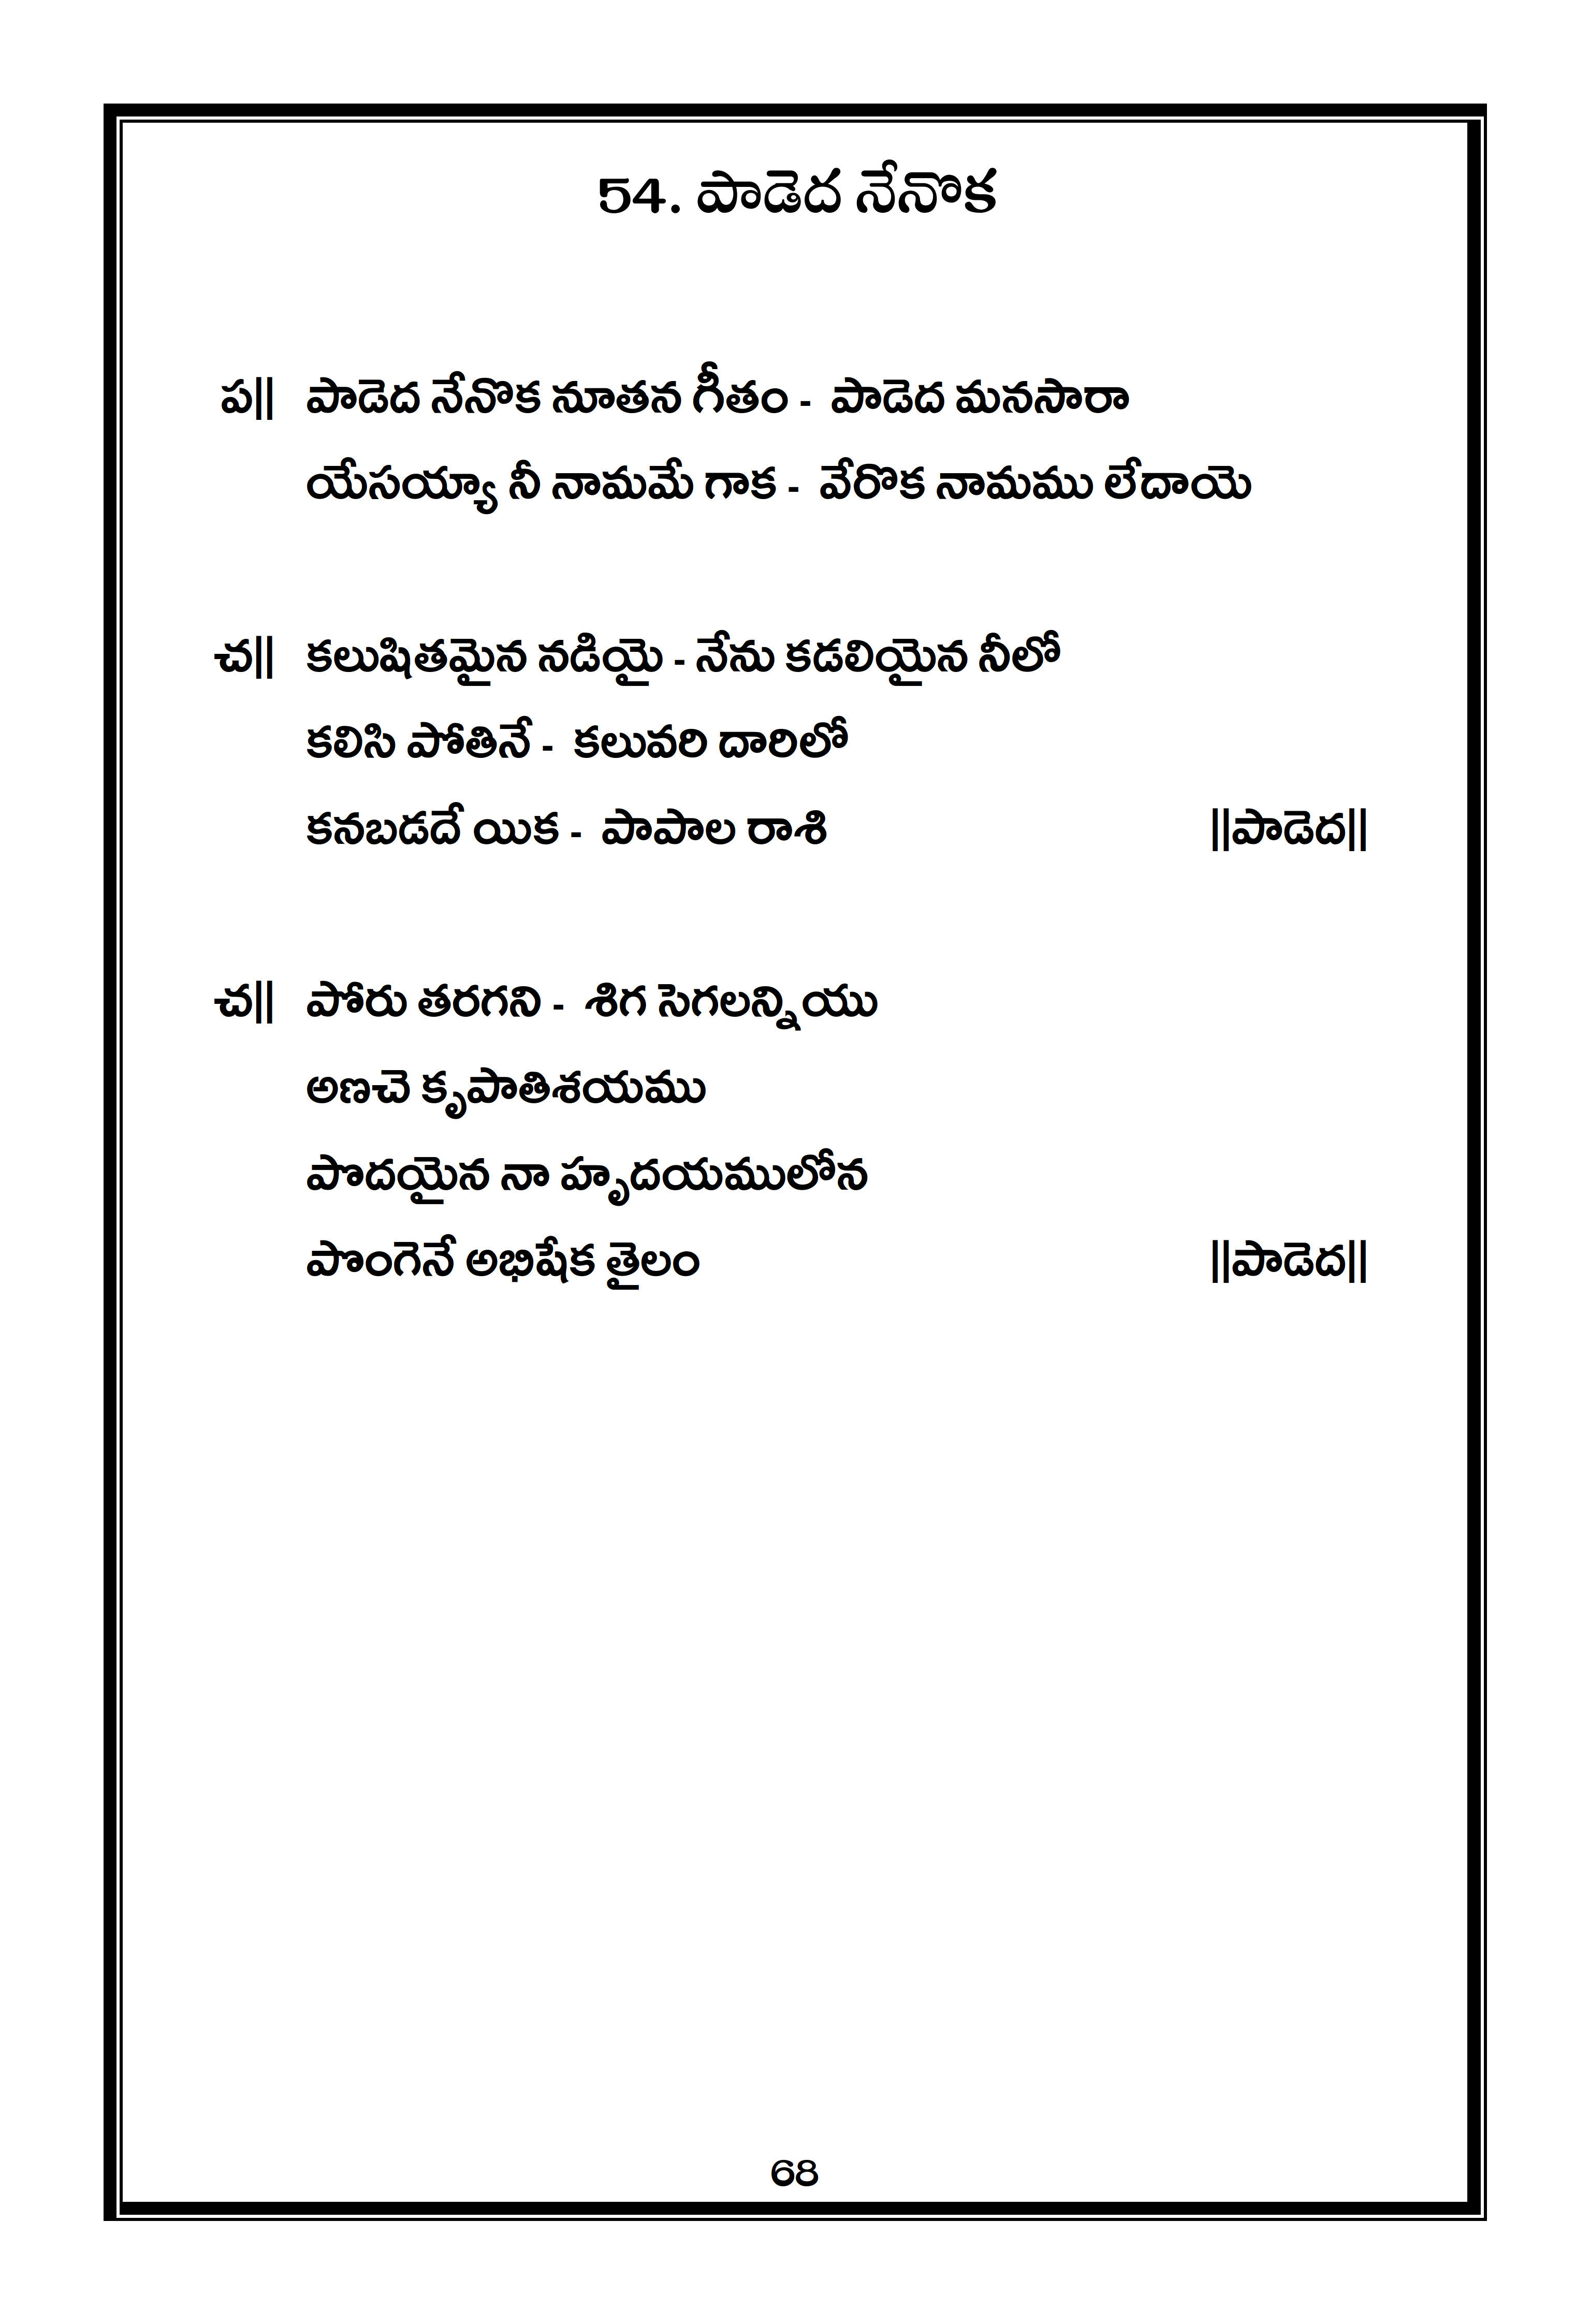 54. పాడెద నేనొక
ప|| పాడెద నేనొక నూతన గీతం - పాడెద మనసారా
యేసయ్యా నీ నామమే గాక - వేరొక నామము లేదాయె
చ|| కలుషితమైన నడియై - నేను కడలియైన నీలో
కలిసి పోతినే - కలువరి దారిలో
కనబడదే యిక - పాపాల రాశి ||పాడెద||
చ|| పోరు తరగని - శిగ సెగలన్నియు
అణచె కృపాతిశయము
పొదయైన నా హృదయములోన
పొంగెనే అభిషేక తైలం ||పాడెద||
68